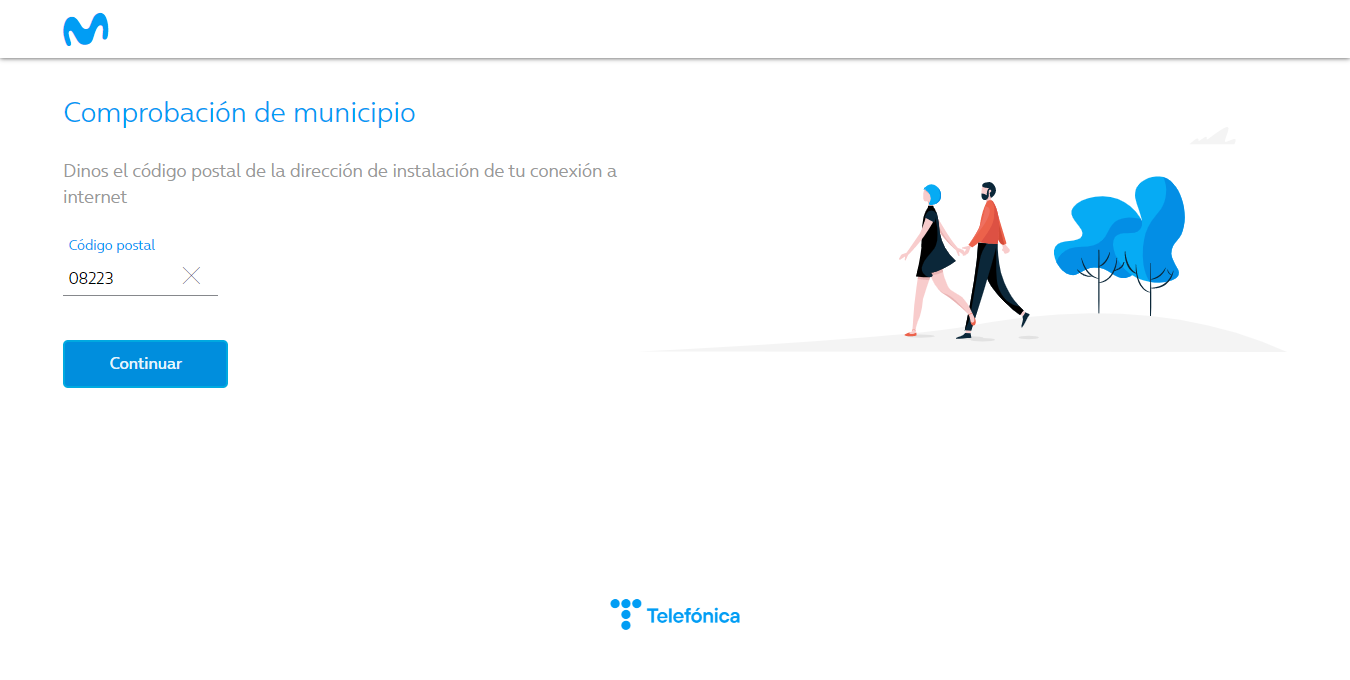 Comprobación de municipio
Dinos el código postal de la dirección de instalación de tu conexión a
internet
Código postal
08223
Continuar
Telefónica